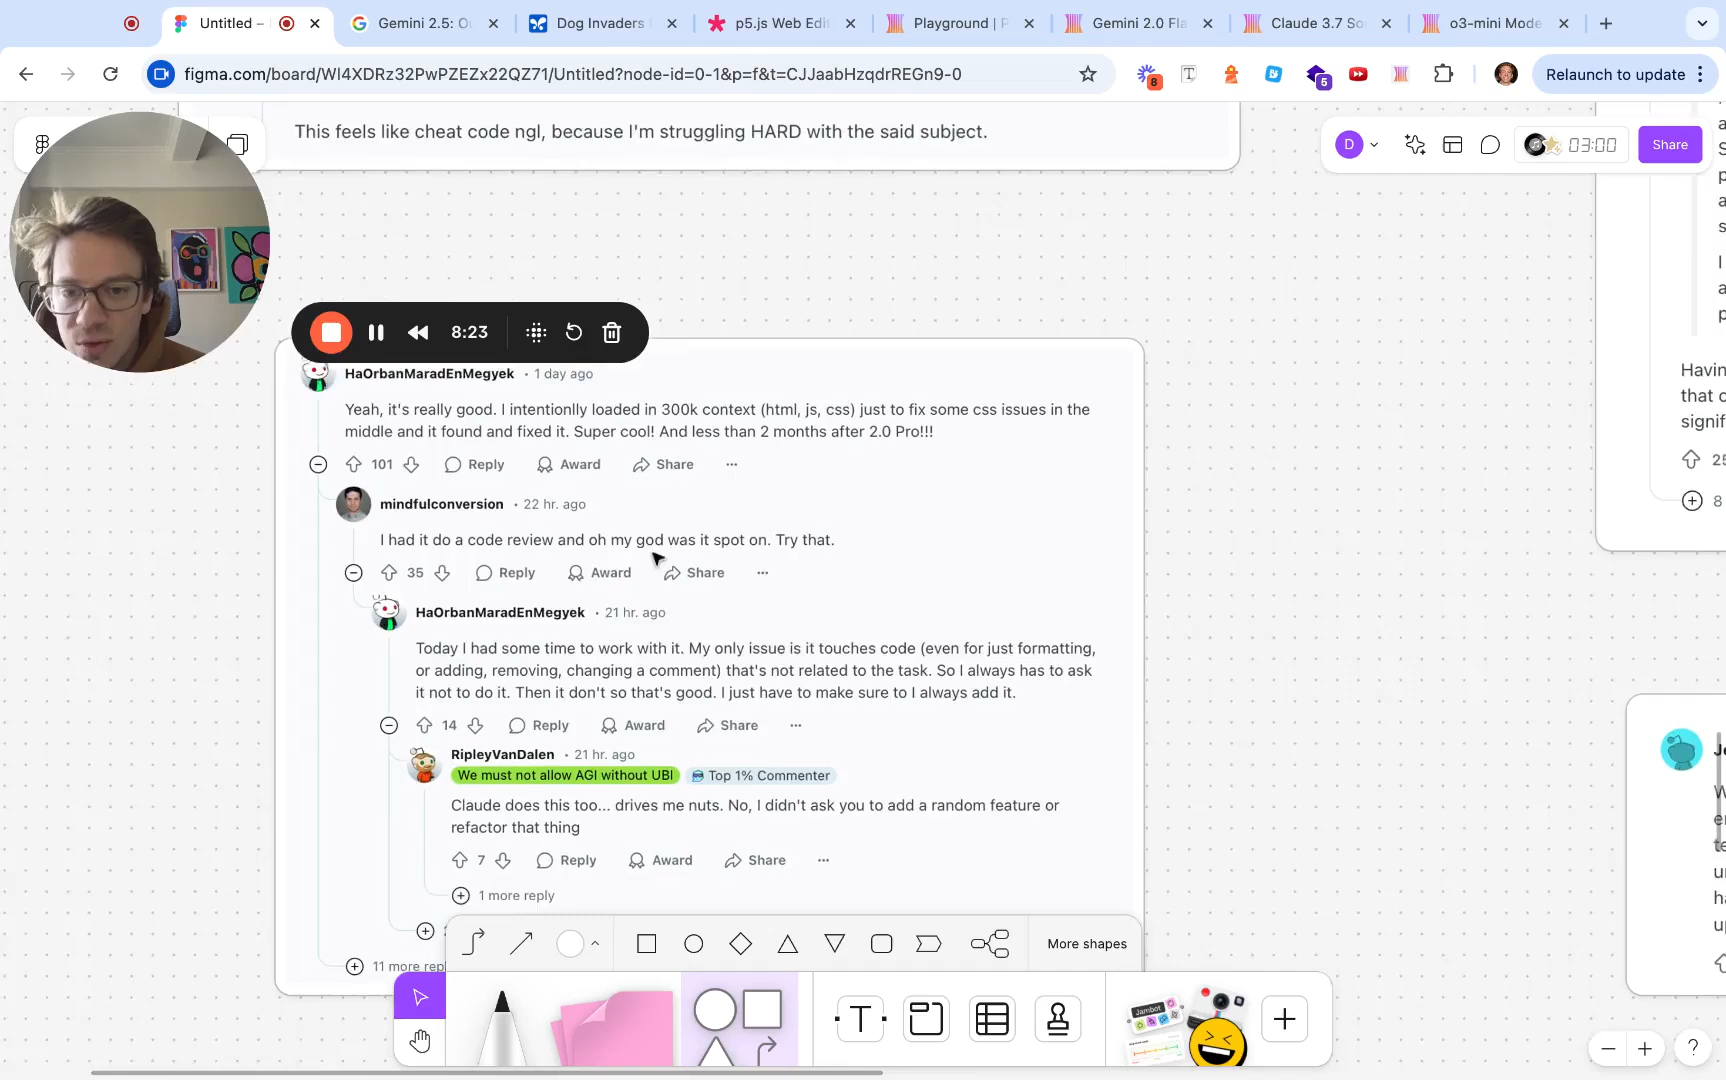 Untitled –
Gemini 2.5: Ou
Dog Invaders
p5.js Web Edi
Playground | P
Gemini 2.0 Fla
Claude 3.7 So
o3-mini Mode
figma.com/board/Wl4XDRz32PwPZEZx22QZ71/Untitled?node-id=0-1&p=f&t=CJJaabHzqdrREGn9-0
8
T
5
Relaunch to update
This feels like cheat code ngl, because I'm struggling HARD with the said subject.
D
03:00
Share
8:23
HaOrbanMaradEnMegyek • 1 day ago
Yeah, it's really good. I intentionlly loaded in 300k context (html, js, css) just to fix some css issues in the
middle and it found and fixed it. Super cool! And less than 2 months after 2.0 Pro!!!
101 Reply Award Share ···
mindfulconversion • 22 hr. ago
I had it do a code review and oh my god was it spot on. Try that.
35 Reply Award Share ···
HaOrbanMaradEnMegyek • 21 hr. ago
Today I had some time to work with it. My only issue is it touches code (even for just formatting,
or adding, removing, changing a comment) that's not related to the task. So I always has to ask
it not to do it. Then it don't so that's good. I just have to make sure to I always add it.
14 Reply Award Share ···
RipleyVanDalen • 21 hr. ago
We must not allow AGI without UBI Top 1% Commenter
Claude does this too... drives me nuts. No, I didn't ask you to add a random feature or
refactor that thing
7 Reply Award Share ···
1 more reply
11 more repl
Havin
that c
signif
25
8
More shapes
T
Jambot
?